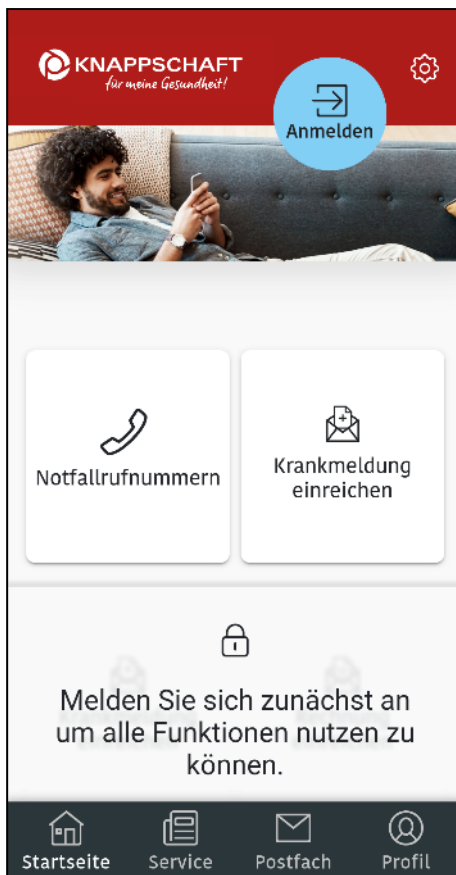 KNAPPSCHAFT
für meine Gesundheit!
Anmelden
Notfallrufnummern
Krankmeldung
einreichen
Melden Sie sich zunächst an
um alle Funktionen nutzen zu
können.
Startseite
Service
Postfach
Profil